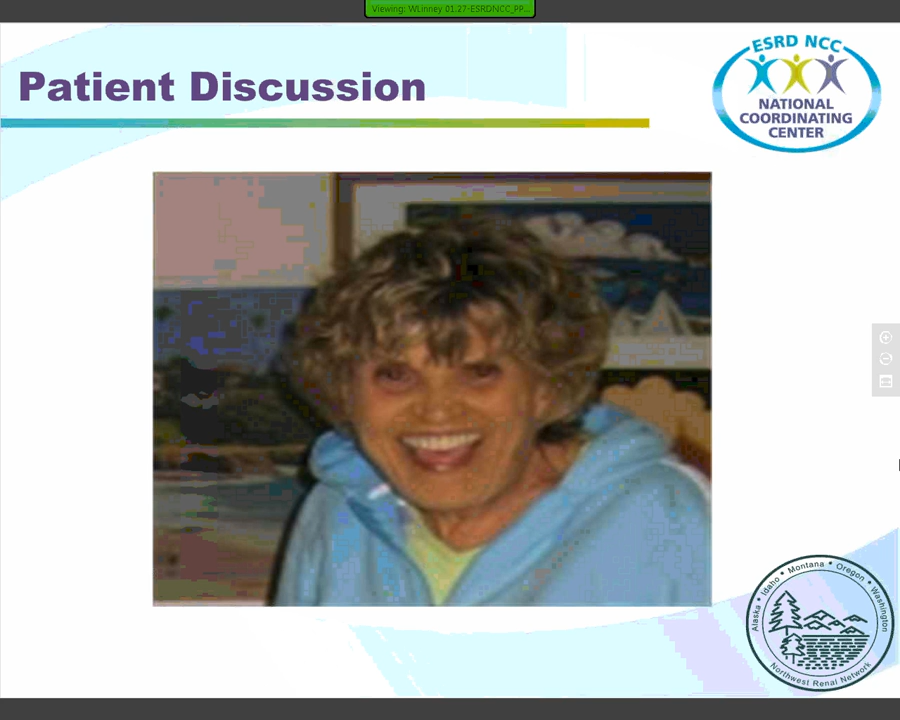 Viewing: WLinney 01.27-ESRDNCC_PP...
Patient Discussion
ESRD NCC
NATIONAL
COORDINATING
CENTER
Alaska • Idaho • Montana • Oregon • Washington
Northwest Renal Network